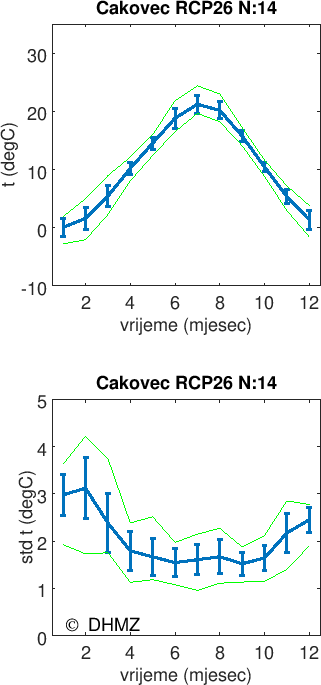 Cakovec RCP26 N:14
30
20
10
0
-10
t (degC)
2 4 6 8 10 12
vrijeme (mjesec)
Cakovec RCP26 N:14
5
4
3
2
1
0
std t (degC)
© DHMZ
2 4 6 8 10 12
vrijeme (mjesec)